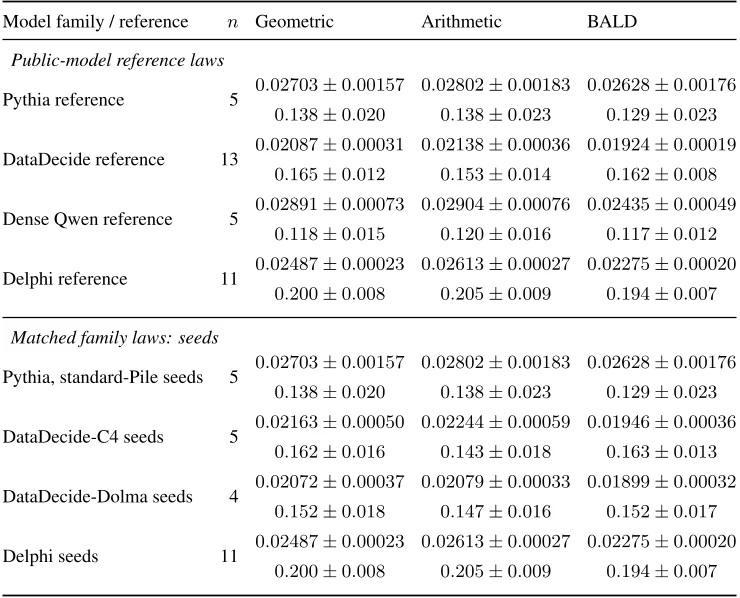 Model family / reference n Geometric Arithmetic BALD
Public-model reference laws
Pythia reference 5 0.02703 ± 0.00157 0.02802 ± 0.00183 0.02628 ± 0.00176
0.138 ± 0.020 0.138 ± 0.023 0.129 ± 0.023
DataDecide reference 13 0.02087 ± 0.00031 0.02138 ± 0.00036 0.01924 ± 0.00019
0.165 ± 0.012 0.153 ± 0.014 0.162 ± 0.008
Dense Qwen reference 5 0.02891 ± 0.00073 0.02904 ± 0.00076 0.02435 ± 0.00049
0.118 ± 0.015 0.120 ± 0.016 0.117 ± 0.012
Delphi reference 11 0.02487 ± 0.00023 0.02613 ± 0.00027 0.02275 ± 0.00020
0.200 ± 0.008 0.205 ± 0.009 0.194 ± 0.007
Matched family laws: seeds
Pythia, standard-Pile seeds 5 0.02703 ± 0.00157 0.02802 ± 0.00183 0.02628 ± 0.00176
0.138 ± 0.020 0.138 ± 0.023 0.129 ± 0.023
DataDecide-C4 seeds 5 0.02163 ± 0.00050 0.02244 ± 0.00059 0.01946 ± 0.00036
0.162 ± 0.016 0.143 ± 0.018 0.163 ± 0.013
DataDecide-Dolma seeds 4 0.02072 ± 0.00037 0.02079 ± 0.00033 0.01899 ± 0.00032
0.152 ± 0.018 0.147 ± 0.016 0.152 ± 0.017
Delphi seeds 11 0.02487 ± 0.00023 0.02613 ± 0.00027 0.02275 ± 0.00020
0.200 ± 0.008 0.205 ± 0.009 0.194 ± 0.007